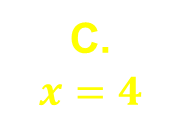 C.
x = 4